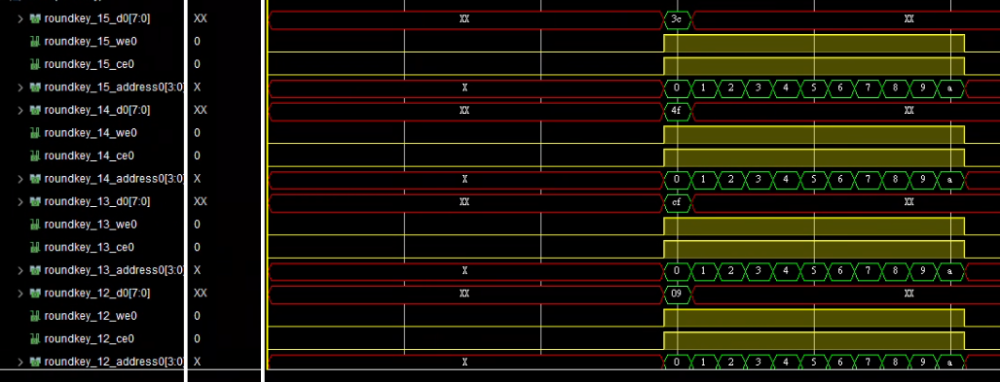 roundkey_15_d0[7:0] XX XX 3c XX
roundkey_15_we0 0
roundkey_15_ce0 0
roundkey_15_address0[3:0] X X 0 1 2 3 4 5 6 7 8 9 a
roundkey_14_d0[7:0] XX XX 4f XX
roundkey_14_we0 0
roundkey_14_ce0 0
roundkey_14_address0[3:0] X X 0 1 2 3 4 5 6 7 8 9 a
roundkey_13_d0[7:0] XX XX cf XX
roundkey_13_we0 0
roundkey_13_ce0 0
roundkey_13_address0[3:0] X X 0 1 2 3 4 5 6 7 8 9 a
roundkey_12_d0[7:0] XX XX 09 XX
roundkey_12_we0 0
roundkey_12_ce0 0
roundkey_12_address0[3:0] X X 0 1 2 3 4 5 6 7 8 9 a